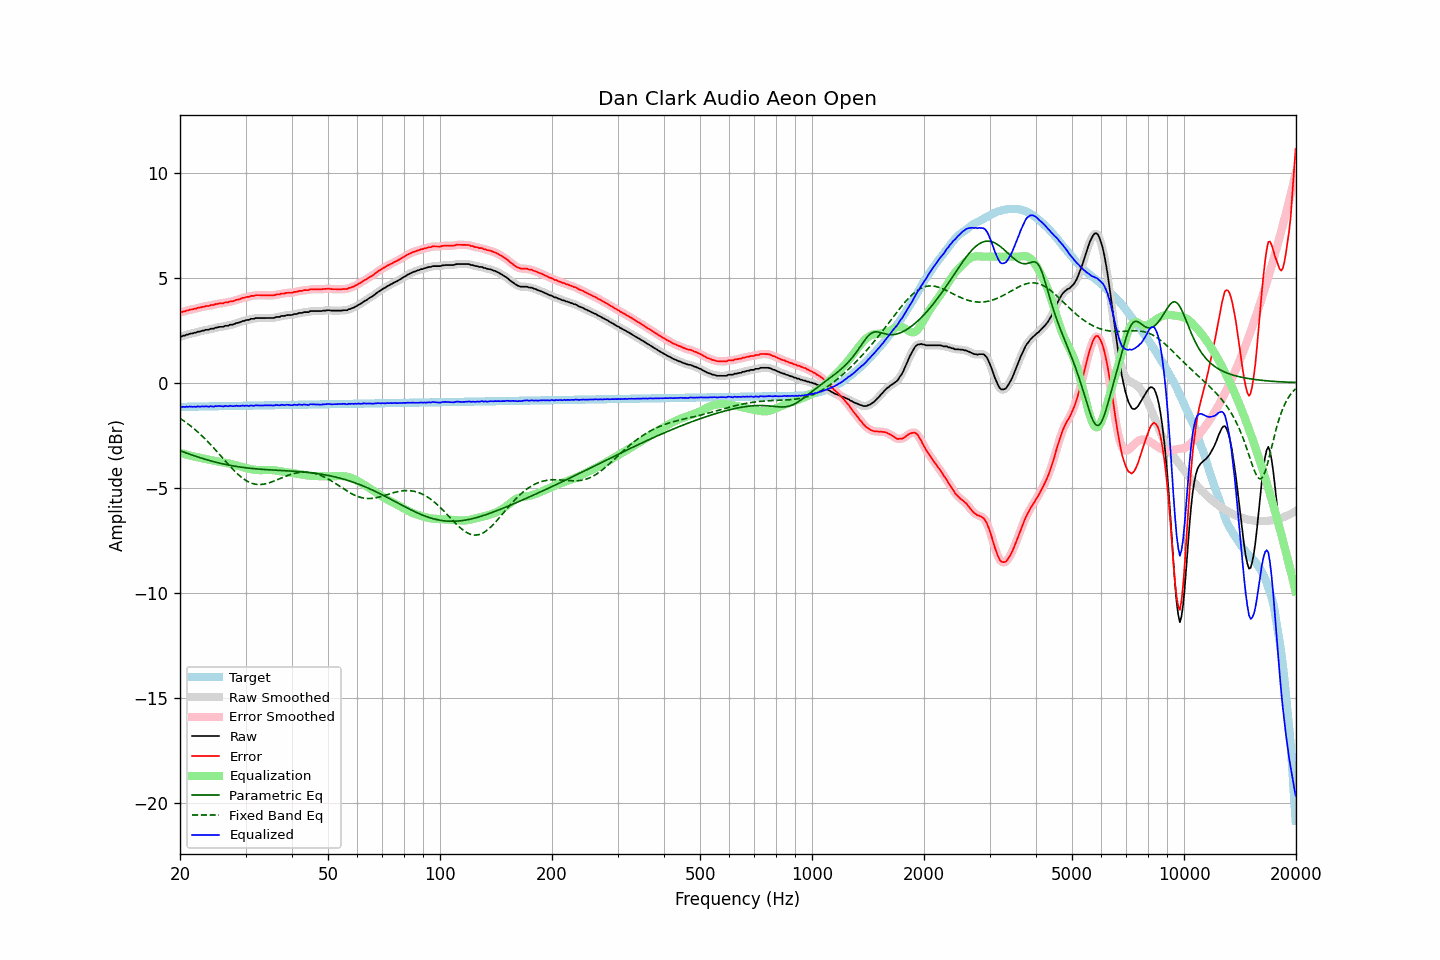 Dan Clark Audio Aeon Open
Amplitude (dBr)
10
5
0
−5
−10
−15
−20
Target
Raw Smoothed
Error Smoothed
Raw
Error
Equalization
Parametric Eq
Fixed Band Eq
Equalized
20 50 100 200 500 1000 2000 5000 10000 20000
Frequency (Hz)